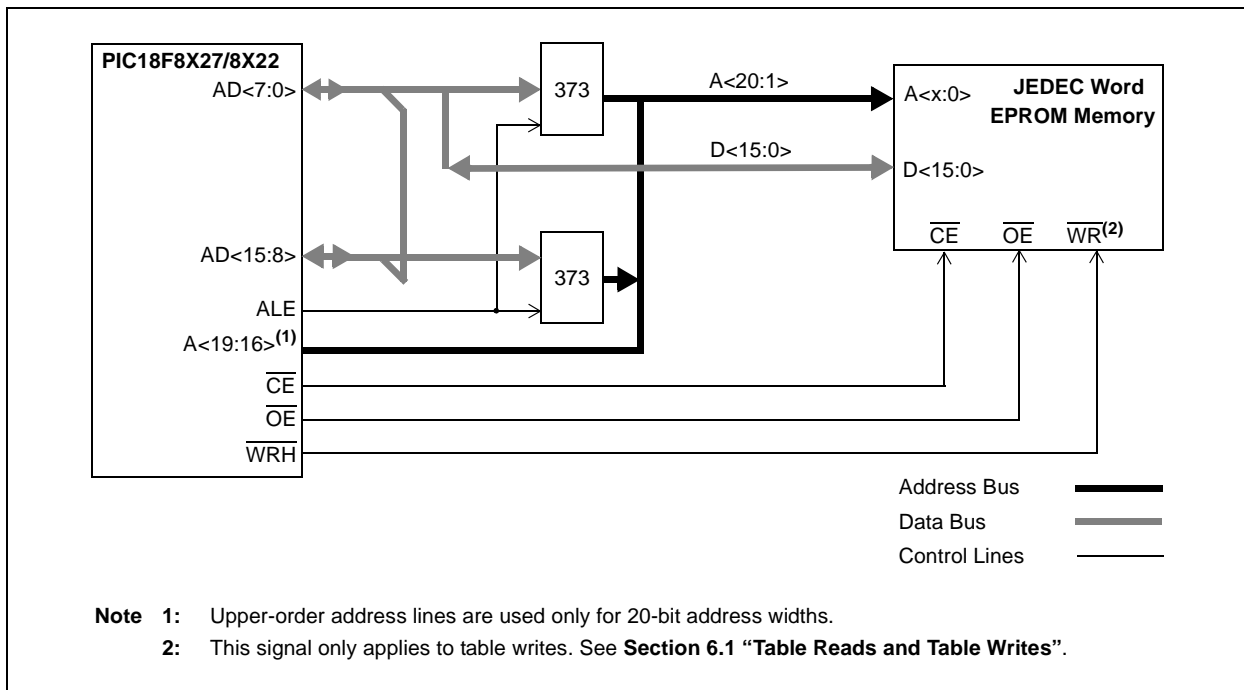 PIC18F8X27/8X22
AD<7:0>
373
A<20:1>
A<x:0>
JEDEC Word
EPROM Memory
D<15:0>
D<15:0>
CE
OE
WR(2)
AD<15:8>
373
ALE
A<19:16>(1)
CE
OE
WRH
Address Bus
Data Bus
Control Lines
Note 1: Upper-order address lines are used only for 20-bit address widths.
2: This signal only applies to table writes. See Section 6.1 “Table Reads and Table Writes”.